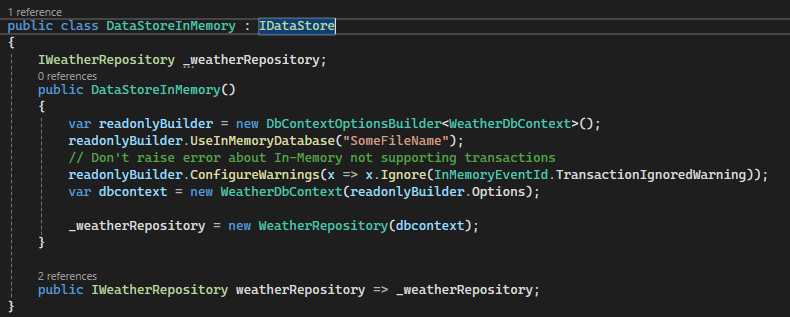 1 reference
public class DataStoreInMemory : IDataStore
{
IWeatherRepository _weatherRepository;
0 references
public DataStoreInMemory()
{
var readonlyBuilder = new DbContextOptionsBuilder<WeatherDbContext>();
readonlyBuilder.UseInMemoryDatabase("SomeFileName");
// Don't raise error about In-Memory not supporting transactions
readonlyBuilder.ConfigureWarnings(x => x.Ignore(InMemoryEventId.TransactionIgnoredWarning));
var dbcontext = new WeatherDbContext(readonlyBuilder.Options);
_weatherRepository = new WeatherRepository(dbcontext);
}
2 references
public IWeatherRepository weatherRepository => _weatherRepository;
}